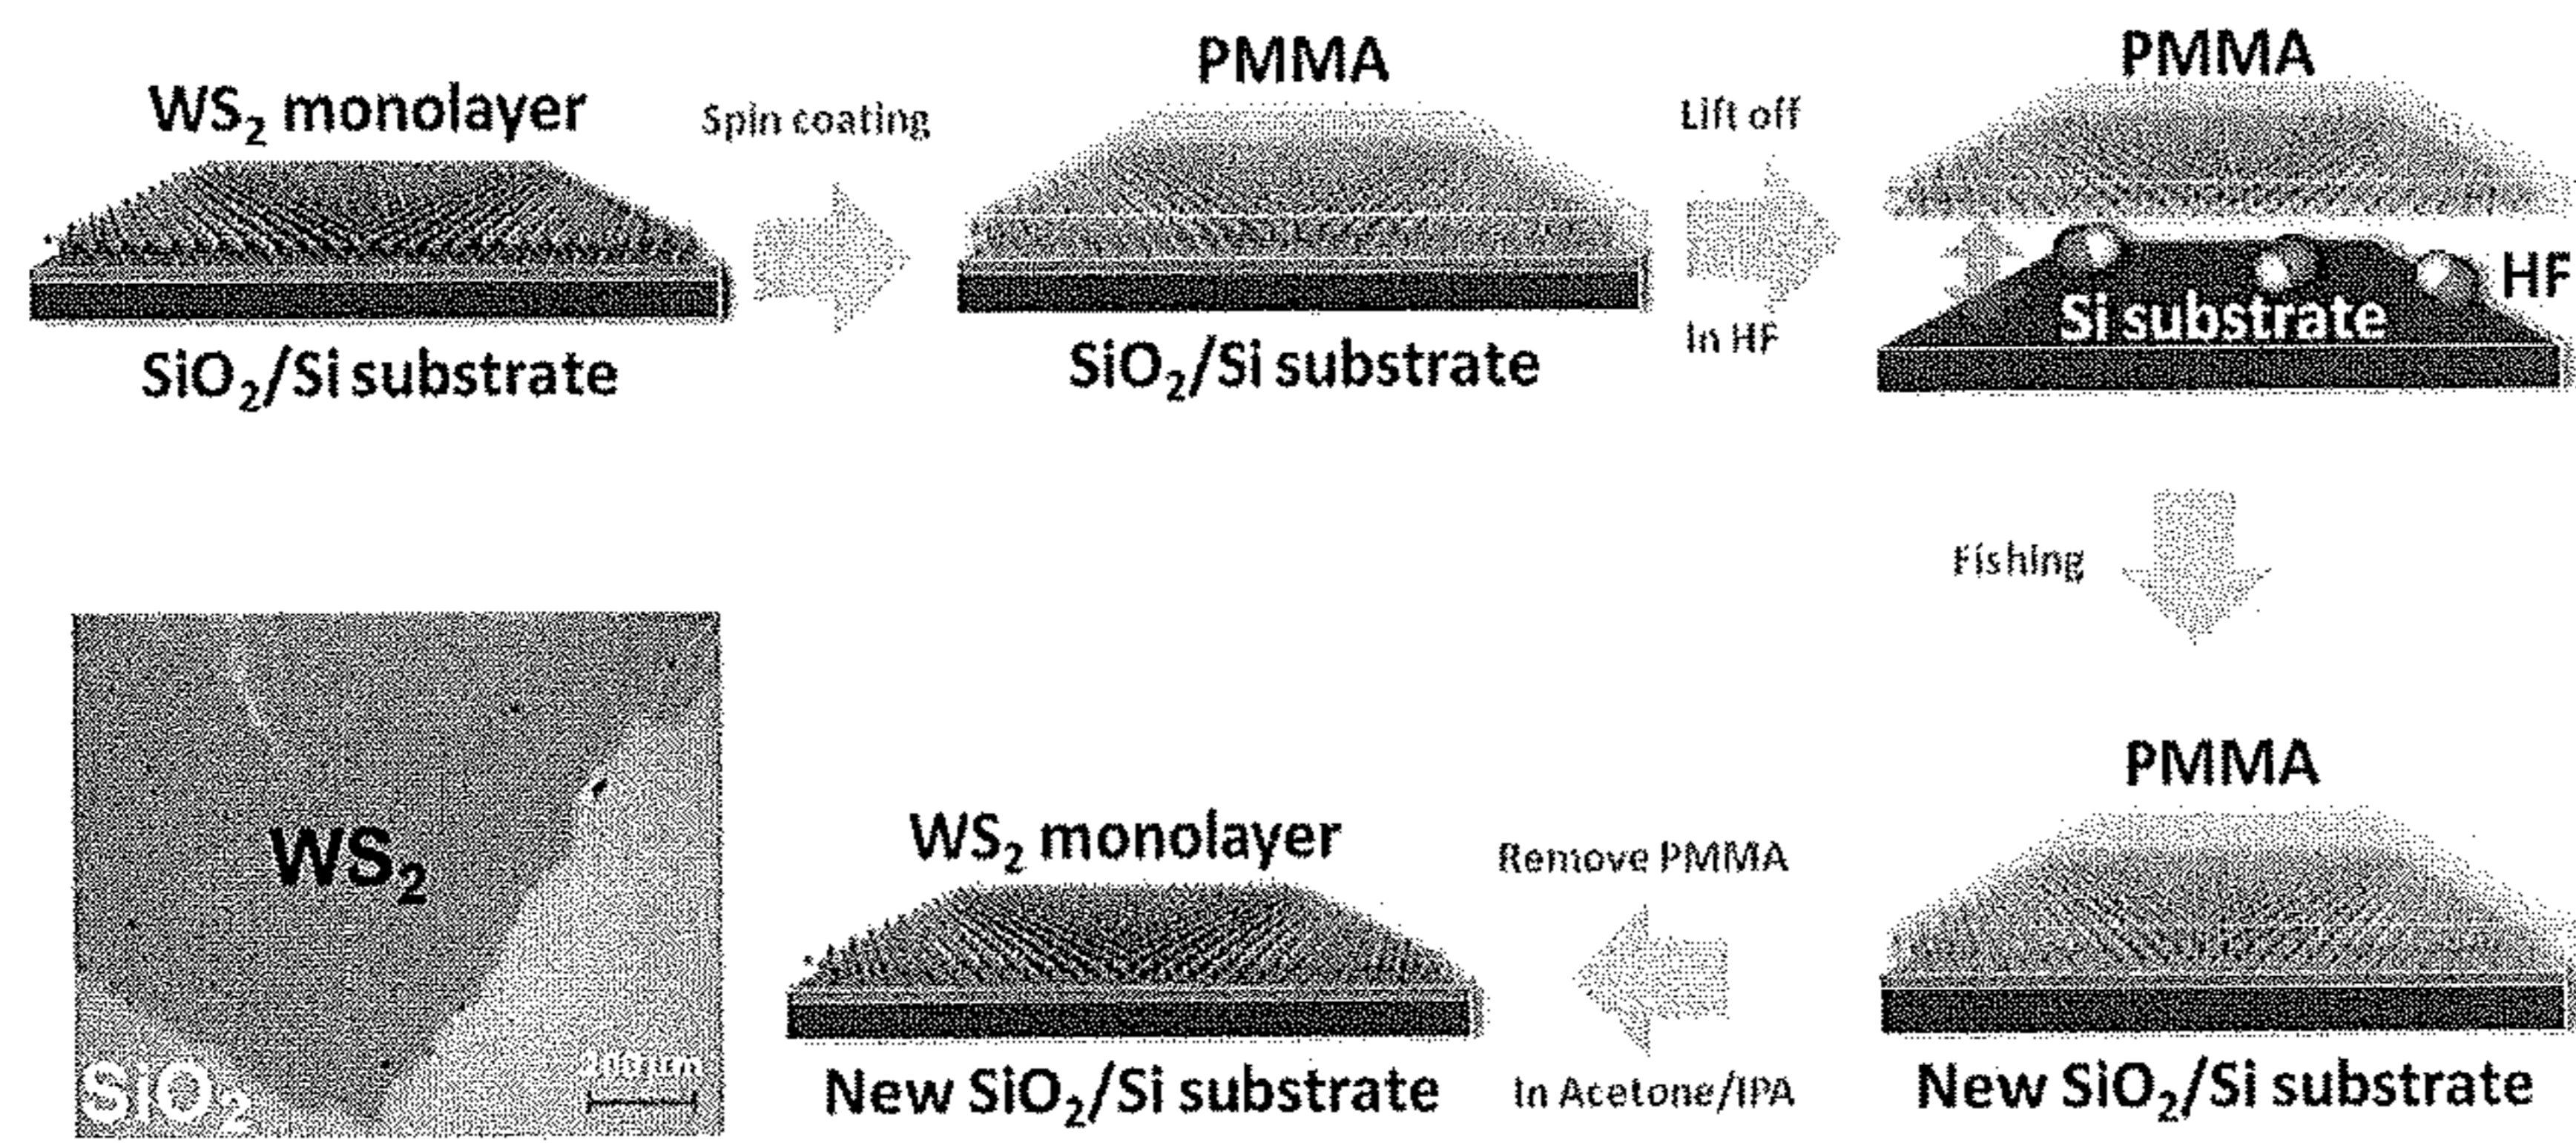 WS₂ monolayer
Spin coating
SiO₂/Si substrate
PMMA
SiO₂/Si substrate
Lift off
In HF
PMMA
HF
Si substrate
Fishing
PMMA
New SiO₂/Si substrate
Remove PMMA
In Acetone/IPA
WS₂ monolayer
New SiO₂/Si substrate
WS₂
SiO₂